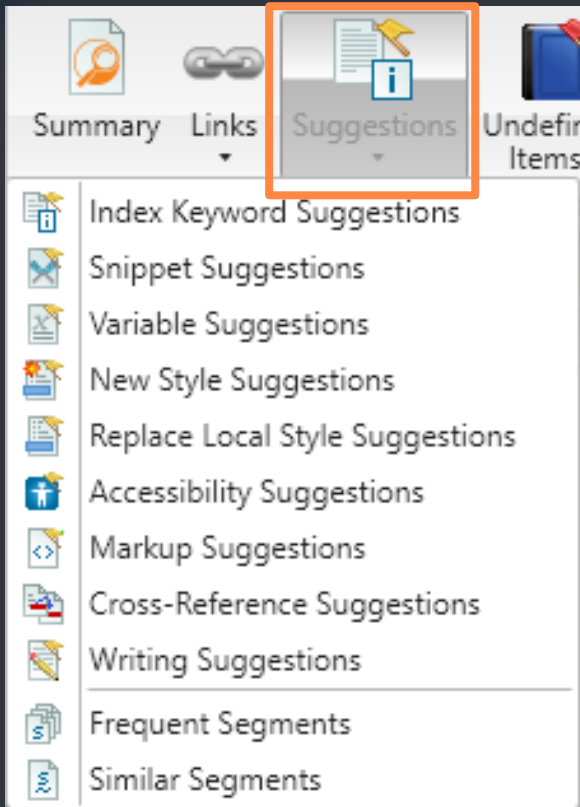 Summary
Links
Suggestions
Items
Index Keyword Suggestions
Snippet Suggestions
Variable Suggestions
New Style Suggestions
Replace Local Style Suggestions
Accessibility Suggestions
Markup Suggestions
Cross-Reference Suggestions
Writing Suggestions
Frequent Segments
Similar Segments